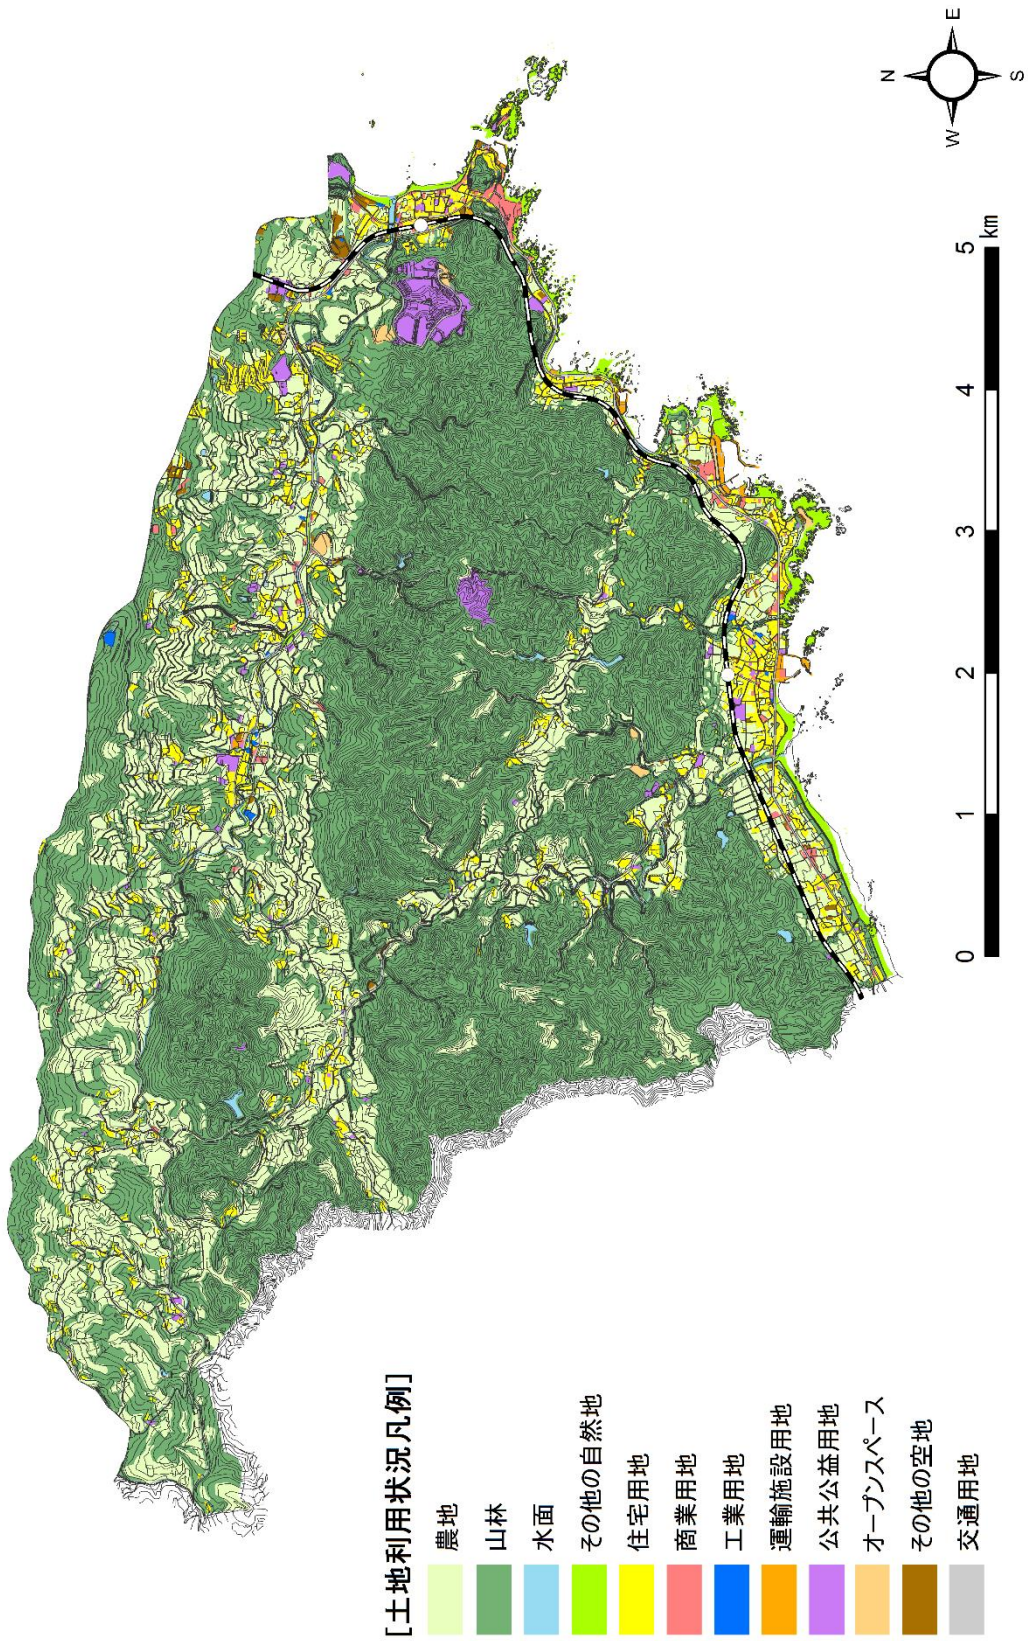 N
E
W
S
5
km
4
3
2
1
0
[土地利用状況凡例]
農地
山林
水面
その他の自然地
住宅用地
商業用地
工業用地
運輸施設用地
公共公益用地
オープンスペース
その他の空地
交通用地